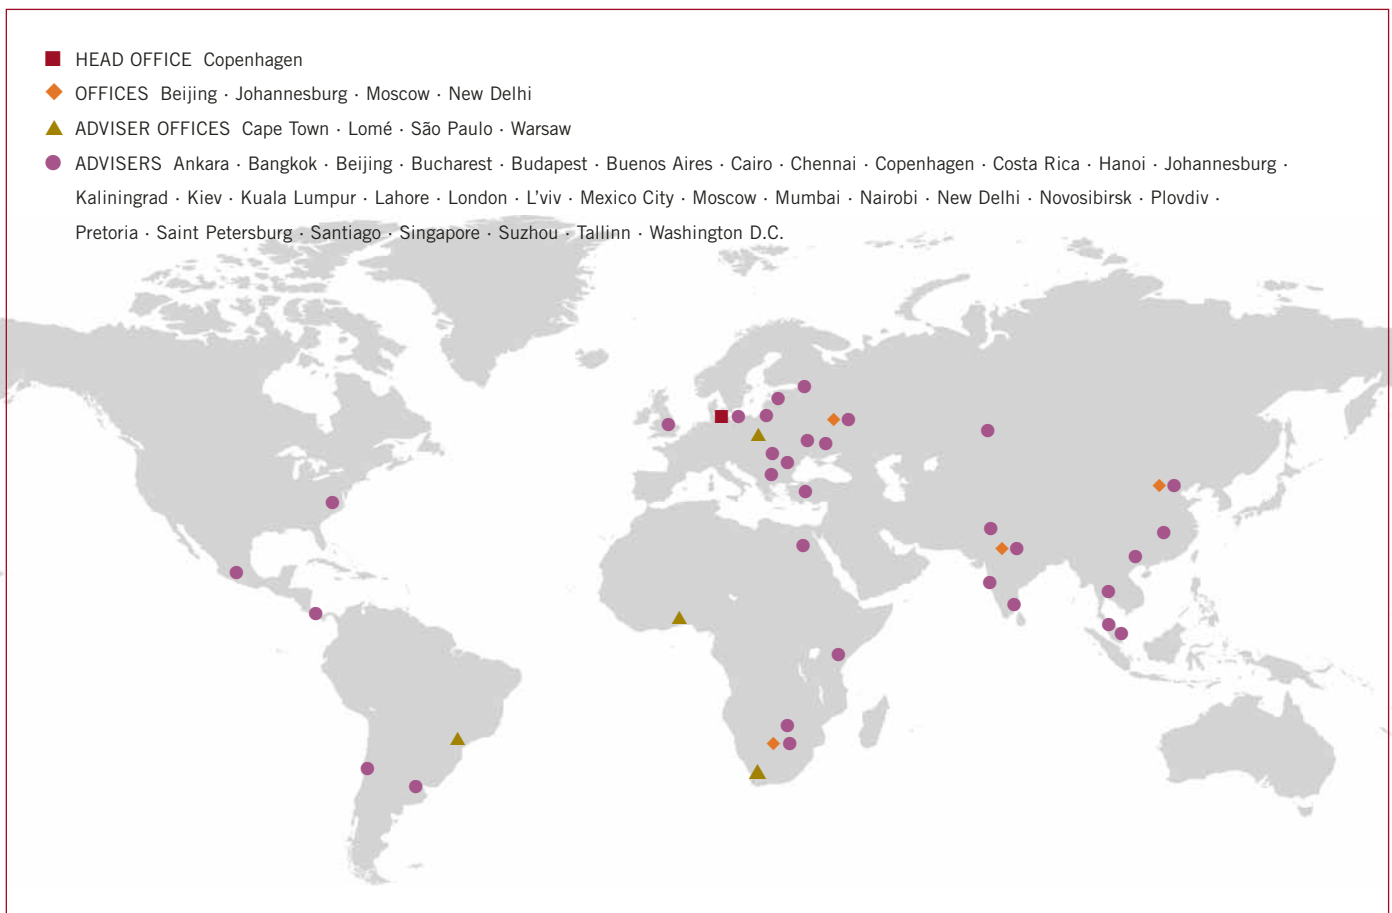 HEAD OFFICE Copenhagen
OFFICES Beijing · Johannesburg · Moscow · New Delhi
ADVISER OFFICES Cape Town · Lomé · São Paulo · Warsaw
ADVISERS Ankara · Bangkok · Beijing · Bucharest · Budapest · Buenos Aires · Cairo · Chennai · Copenhagen · Costa Rica · Hanoi · Johannesburg ·
Kaliningrad · Kiev · Kuala Lumpur · Lahore · London · L'viv · Mexico City · Moscow · Mumbai · Nairobi · New Delhi · Novosibirsk · Plovdiv ·
Pretoria · Saint Petersburg · Santiago · Singapore · Suzhou · Tallinn · Washington D.C.